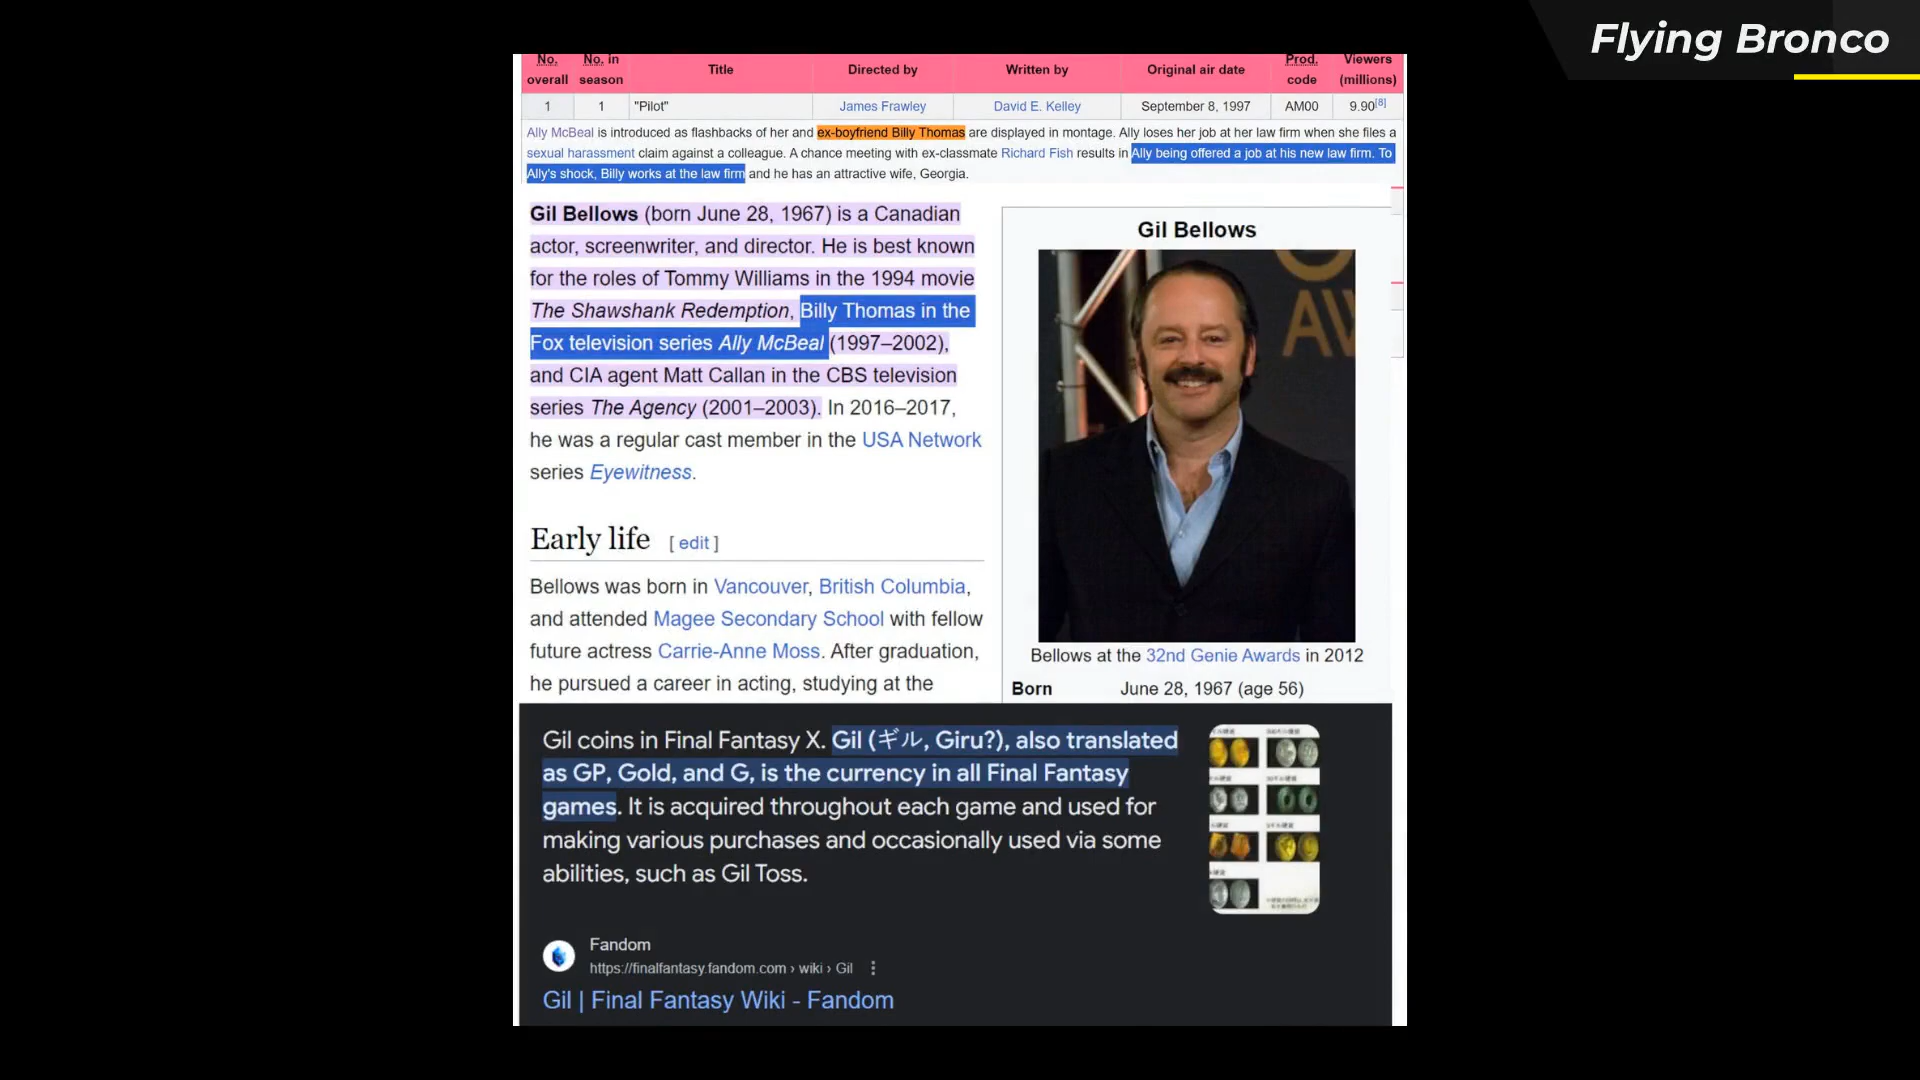 Flying Bronco
No. overall No. in season Title Directed by Written by Original air date Prod. code Viewers (millions)
1 1 "Pilot" James Frawley David E. Kelley September 8, 1997 AM00 9.90[8]
Ally McBeal is introduced as flashbacks of her and ex-boyfriend Billy Thomas are displayed in montage. Ally loses her job at her law firm when she files a
sexual harassment claim against a colleague. A chance meeting with ex-classmate Richard Fish results in Ally being offered a job at his new law firm. To
Ally's shock, Billy works at the law firm and he has an attractive wife, Georgia.
Gil Bellows (born June 28, 1967) is a Canadian
actor, screenwriter, and director. He is best known
for the roles of Tommy Williams in the 1994 movie
The Shawshank Redemption, Billy Thomas in the
Fox television series Ally McBeal (1997–2002),
and CIA agent Matt Callan in the CBS television
series The Agency (2001–2003). In 2016–2017,
he was a regular cast member in the USA Network
series Eyewitness.
Early life [ edit ]
Bellows was born in Vancouver, British Columbia,
and attended Magee Secondary School with fellow
future actress Carrie-Anne Moss. After graduation,
he pursued a career in acting, studying at the
Gil Bellows
AW
Bellows at the 32nd Genie Awards in 2012
Born June 28, 1967 (age 56)
Gil coins in Final Fantasy X. Gil (ギル, Giru?), also translated
as GP, Gold, and G, is the currency in all Final Fantasy
games. It is acquired throughout each game and used for
making various purchases and occasionally used via some
abilities, such as Gil Toss.
Fandom
https://finalfantasy.fandom.com › wiki › Gil
Gil | Final Fantasy Wiki - Fandom